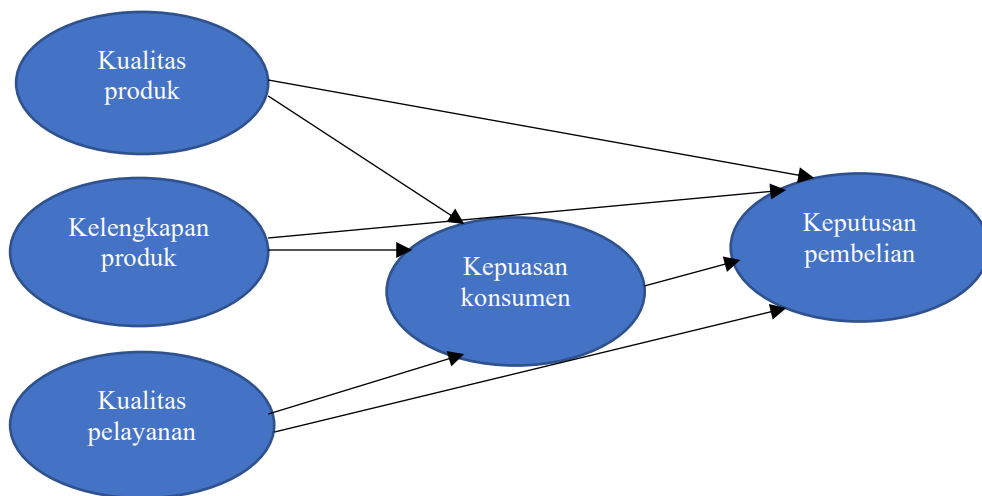 Kualitas
produk
Kelengkapan
produk
Kualitas
pelayanan
Kepuasan
konsumen
Keputusan
pembelian